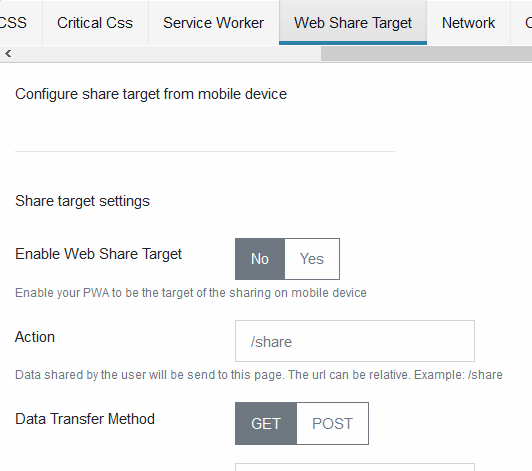 CSS Critical Css Service Worker Web Share Target Network
Configure share target from mobile device
Share target settings
Enable Web Share Target No Yes
Enable your PWA to be the target of the sharing on mobile device
Action /share
Data shared by the user will be send to this page. The url can be relative. Example: /share
Data Transfer Method GET POST